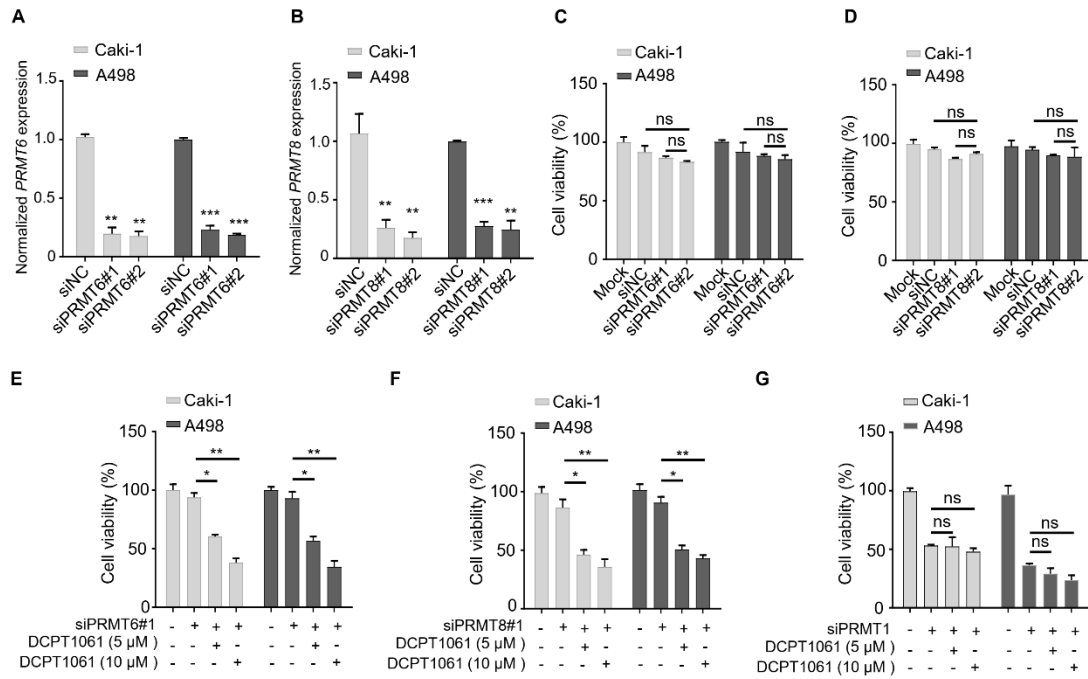 A
Caki-1
A498
Normalized PRMT6 expression
1.5
1.0
0.5
0
** ** *** ***
siNC siPRMT6#1 siPRMT6#2 siNC siPRMT6#1 siPRMT6#2
B
Caki-1
A498
Normalized PRMT8 expression
1.5
1.0
0.5
0
** ** *** **
siNC siPRMT8#1 siPRMT8#2 siNC siPRMT8#1 siPRMT8#2
C
Caki-1
A498
Cell viability (%)
150
100
50
0
ns ns
ns ns
Mock siNC siPRMT6#1 siPRMT6#2 Mock siNC siPRMT6#1 siPRMT6#2
D
Caki-1
A498
Cell viability (%)
150
100
50
0
ns ns
ns ns
Mock siNC siPRMT8#1 siPRMT8#2 Mock siNC siPRMT8#1 siPRMT8#2
E
Caki-1
A498
Cell viability (%)
150
100
50
0
** **
* *
siPRMT6#1 - + + + - + + +
DCPT1061 (5 μM) - - + - - - + -
DCPT1061 (10 μM) - - - + - - - +
F
Caki-1
A498
Cell viability (%)
150
100
50
0
** **
* *
siPRMT8#1 - + + + - + + +
DCPT1061 (5 μM) - - + - - - + -
DCPT1061 (10 μM) - - - + - - - +
G
Caki-1
A498
Cell viability (%)
150
100
50
0
ns ns
ns ns
siPRMT1 - + + + - + + +
DCPT1061 (5 μM) - - + - - - + -
DCPT1061 (10 μM) - - - + - - - +